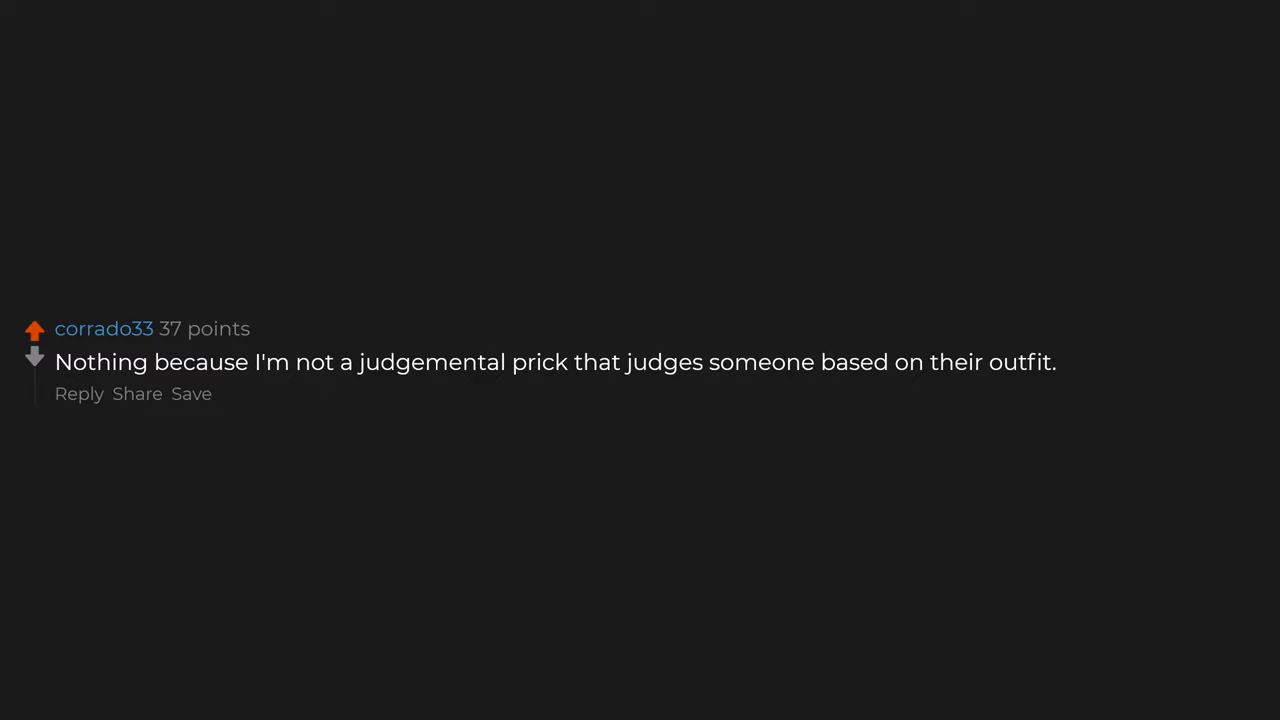 corrado33 37 points
Nothing because I'm not a judgemental prick that judges someone based on their outfit.
Reply Share Save